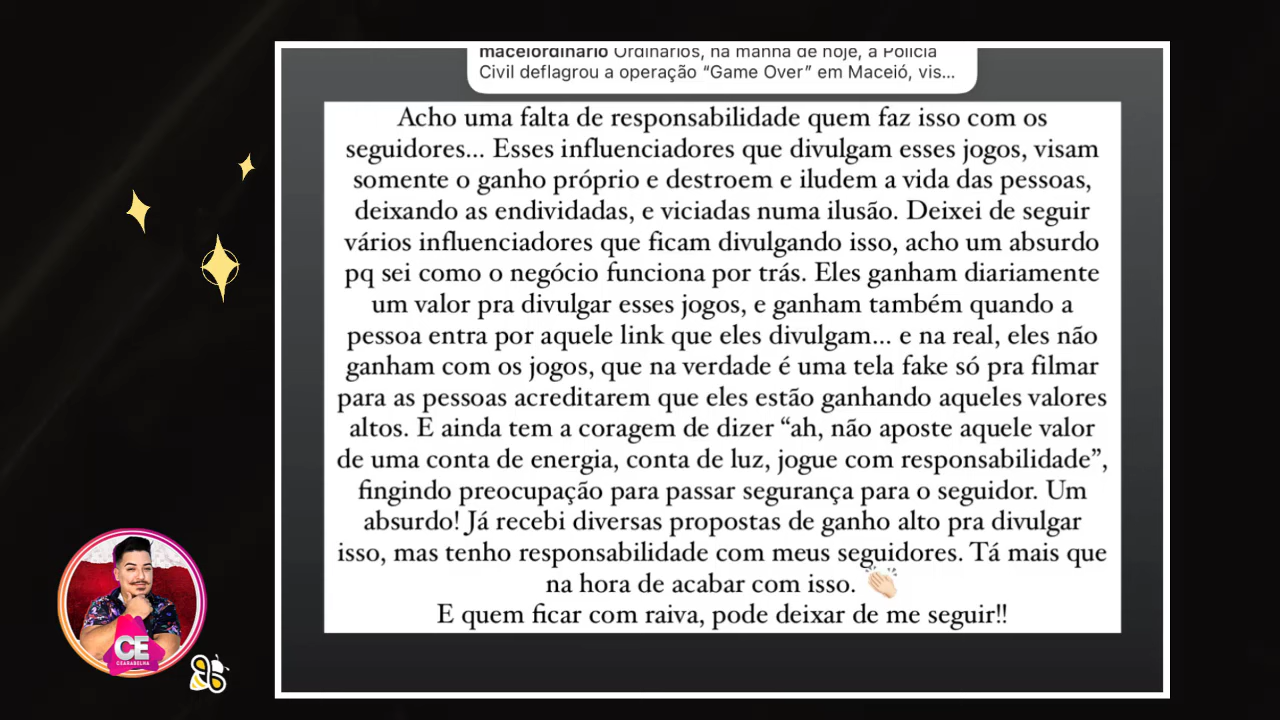 maceiordinario Ordinários, na manhã de hoje, a Polícia
Civil deflagrou a operação “Game Over” em Maceió, vis...
Acho uma falta de responsabilidade quem faz isso com os
seguidores... Esses influenciadores que divulgam esses jogos, visam
somente o ganho próprio e destroem e iludem a vida das pessoas,
deixando as endividadas, e viciadas numa ilusão. Deixei de seguir
vários influenciadores que ficam divulgando isso, acho um absurdo
pq sei como o negócio funciona por trás. Eles ganham diariamente
um valor pra divulgar esses jogos, e ganham também quando a
pessoa entra por aquele link que eles divulgam... e na real, eles não
ganham com os jogos, que na verdade é uma tela fake só pra filmar
para as pessoas acreditarem que eles estão ganhando aqueles valores
altos. E ainda tem a coragem de dizer “ah, não aposte aquele valor
de uma conta de energia, conta de luz, jogue com responsabilidade”,
fingindo preocupação para passar segurança para o seguidor. Um
absurdo! Já recebi diversas propostas de ganho alto pra divulgar
isso, mas tenho responsabilidade com meus seguidores. Tá mais que
na hora de acabar com isso. 👏🏻
E quem ficar com raiva, pode deixar de me seguir!!
CE
CEARABELHA